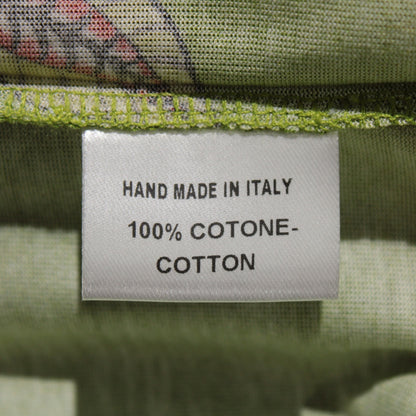 HAND MADE IN ITALY
100% COTONE-
COTTON